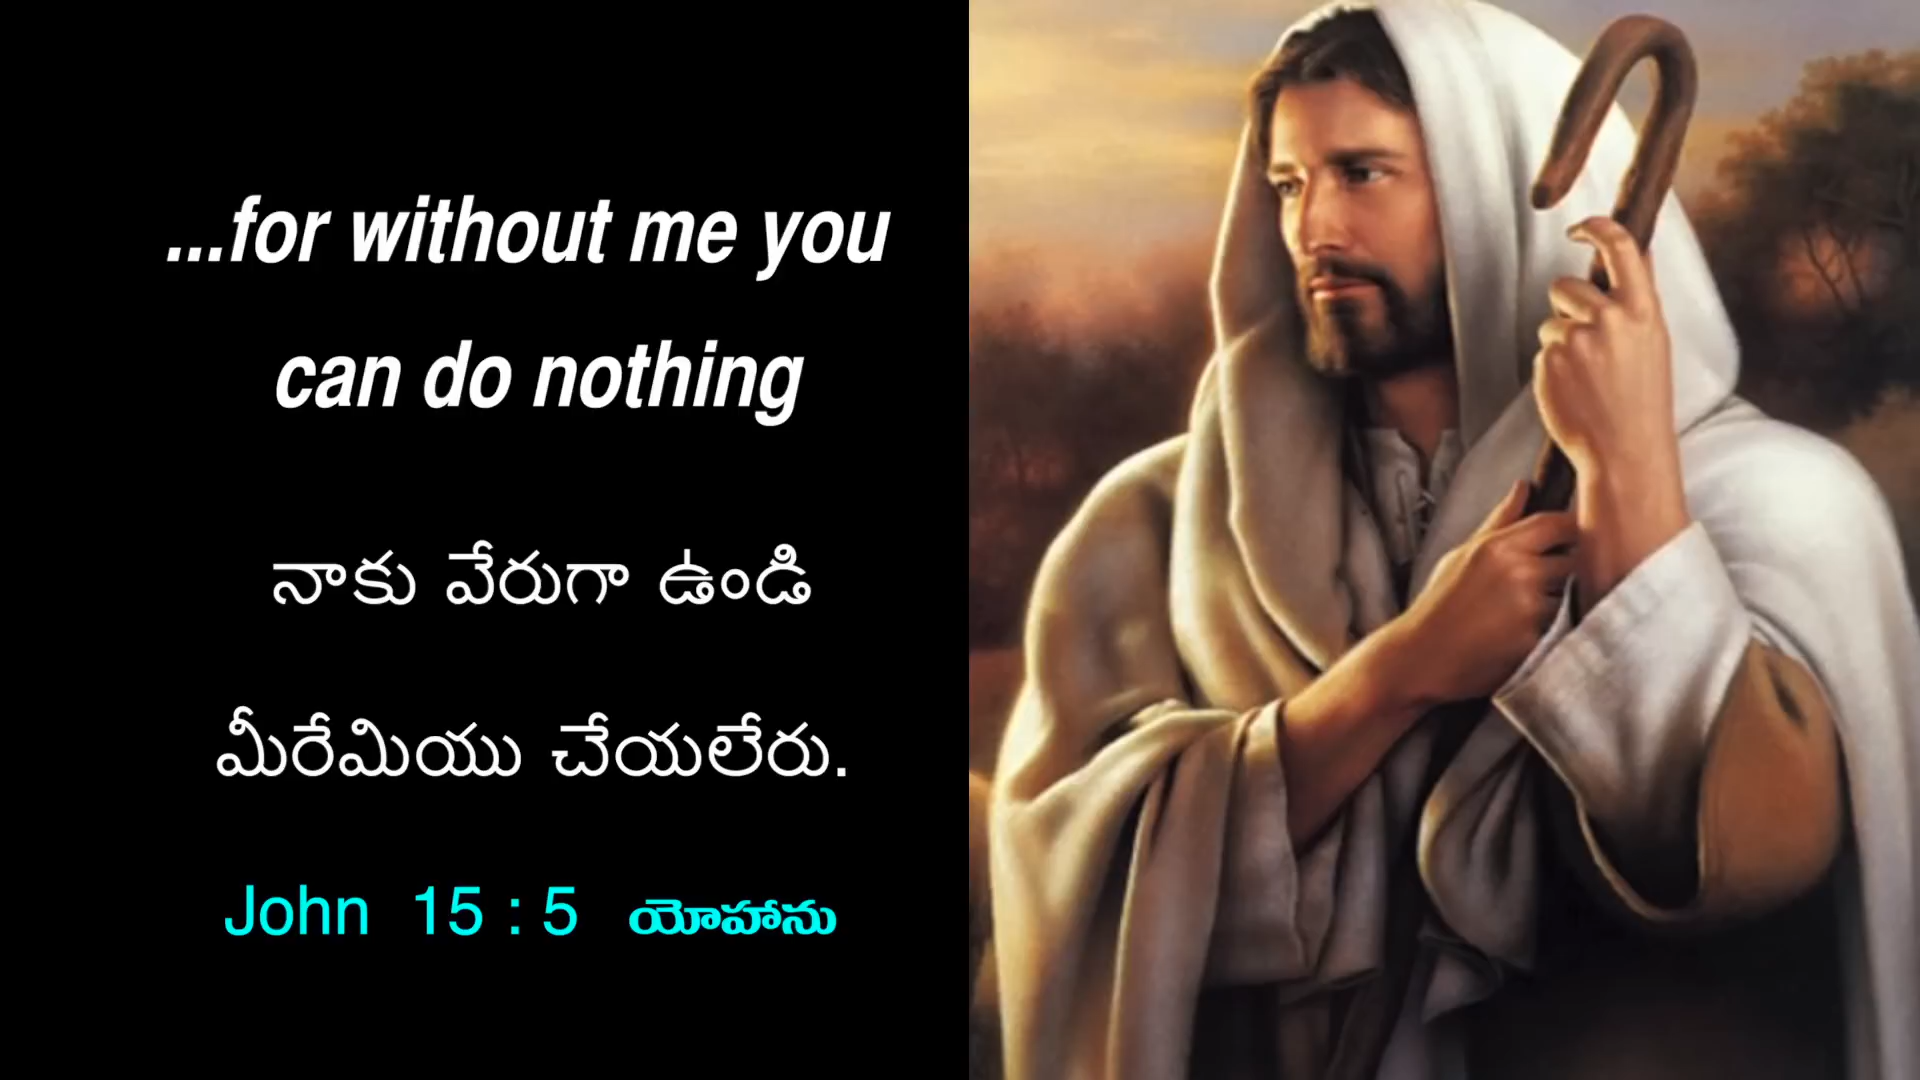 ...for without me you
can do nothing
నాకు వేరుగా ఉండి
మీరేమియు చేయలేరు.
John 15 : 5 యోహాను